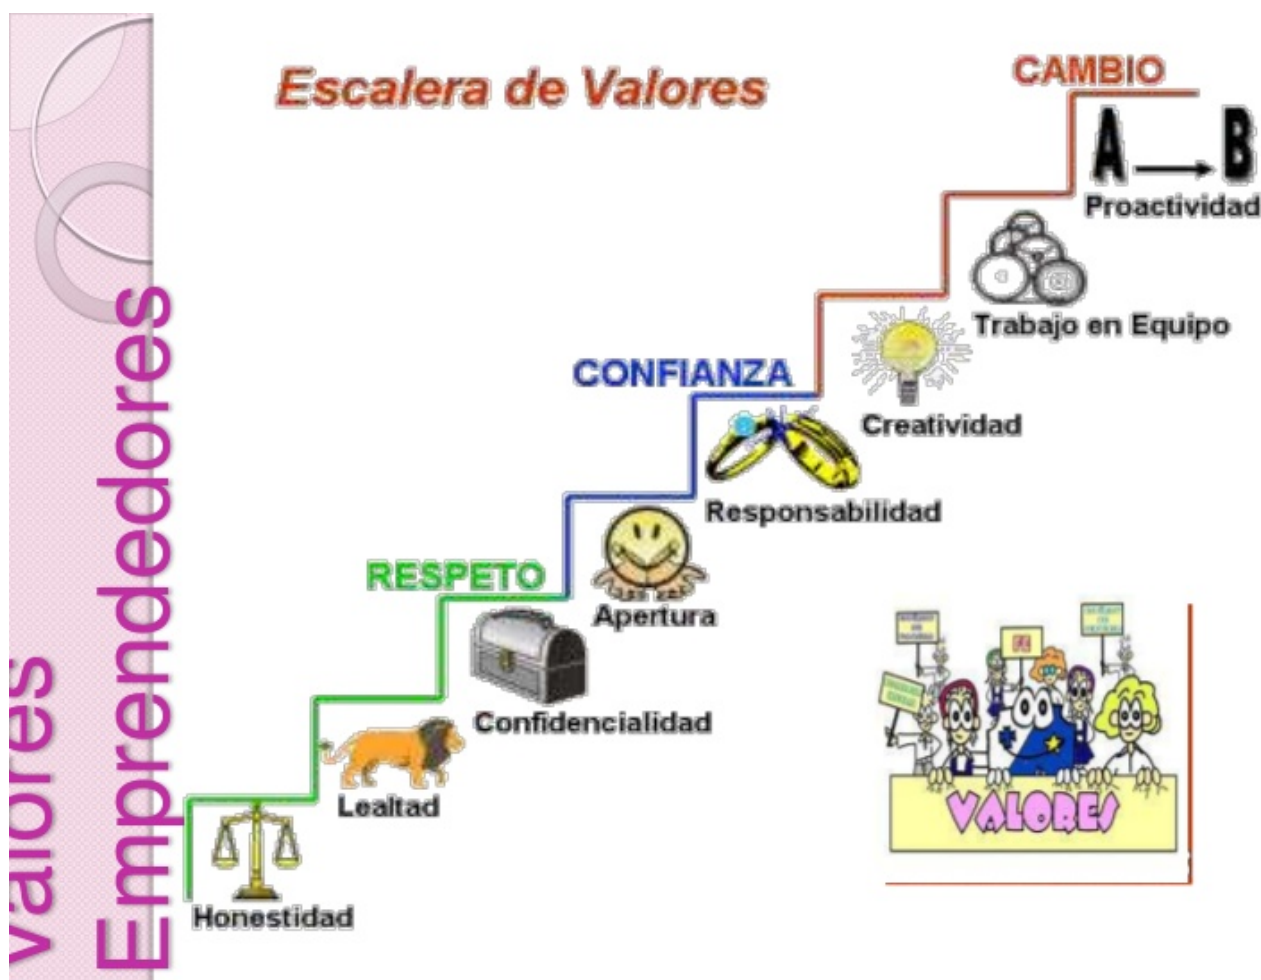 Valores
Emprendedores
Escalera de Valores
CAMBIO
A
B
Proactividad
Trabajo en Equipo
CONFIANZA
Creatividad
Responsabilidad
RESPETO
Apertura
Confidencialidad
Lealtad
Honestidad
FE
VALORES